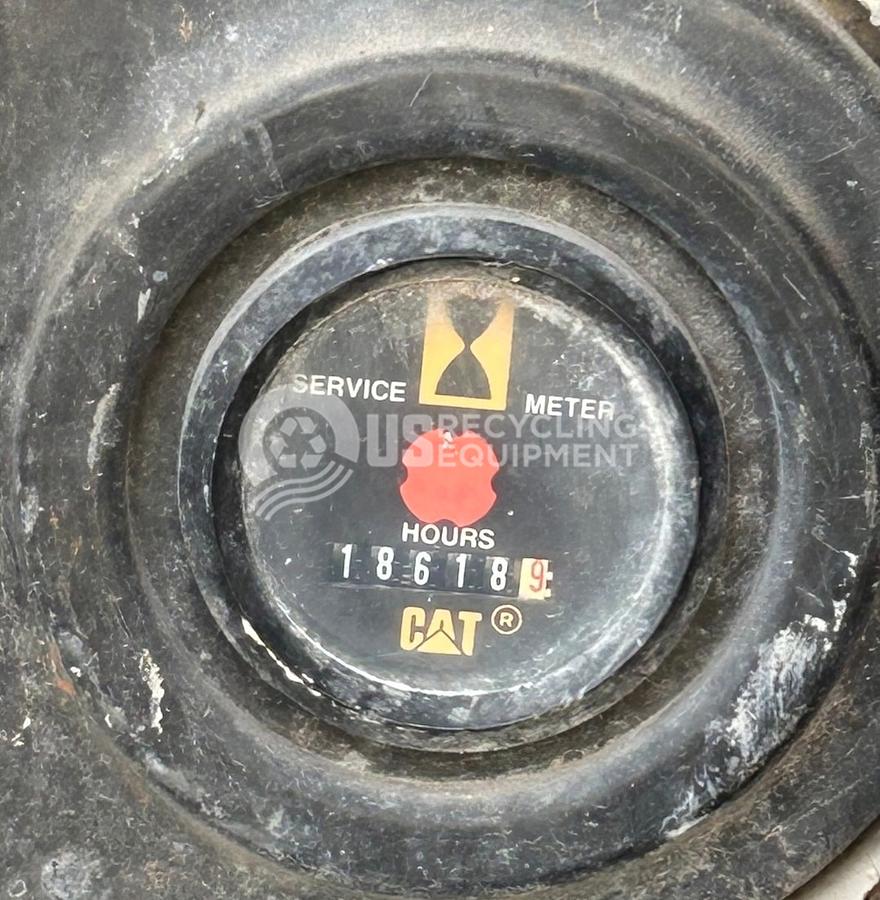 SERVICE METER
US RECYCLING
EQUIPMENT
HOURS
186189
CAT ®